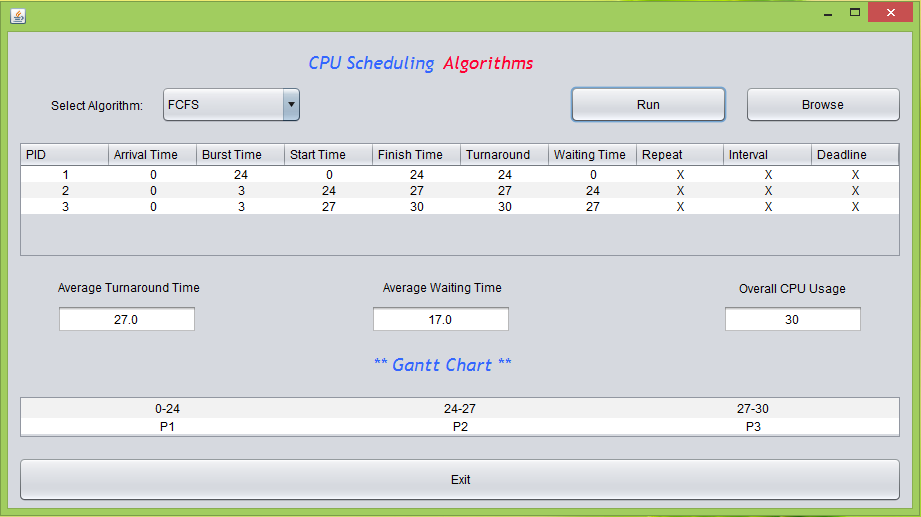 CPU Scheduling Algorithms
Select Algorithm: FCFS Run Browse
PID Arrival Time Burst Time Start Time Finish Time Turnaround Waiting Time Repeat Interval Deadline
1 0 24 0 24 24 0 X X X
2 0 3 24 27 27 24 X X X
3 0 3 27 30 30 27 X X X
Average Turnaround Time Average Waiting Time Overall CPU Usage
27.0 17.0 30
** Gantt Chart **
0-24 24-27 27-30
P1 P2 P3
Exit